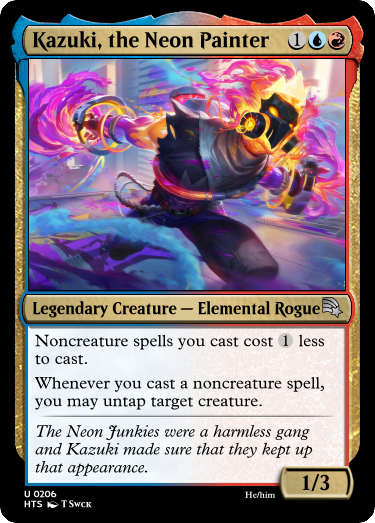 Kazuki, the Neon Painter 1
Legendary Creature — Elemental Rogue
Noncreature spells you cast cost 1 less
to cast.
Whenever you cast a noncreature spell,
you may untap target creature.
The Neon Junkies were a harmless gang
and Kazuki made sure that they kept up
that appearance.
1/3
U 0206
HTS T Swck
He/him